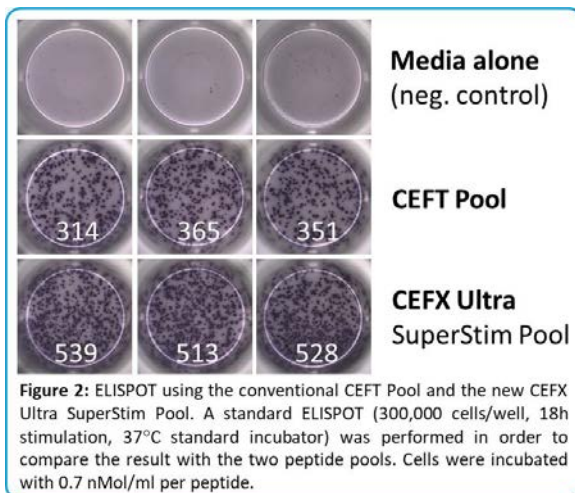 Media alone
(neg. control)
314 365 351
CEFT Pool
539 513 528
CEFX Ultra
SuperStim Pool
Figure 2: ELISPOT using the conventional CEFT Pool and the new CEFX
Ultra SuperStim Pool. A standard ELISPOT (300,000 cells/well, 18h
stimulation, 37°C standard incubator) was performed in order to
compare the result with the two peptide pools. Cells were incubated
with 0.7 nMol/ml per peptide.